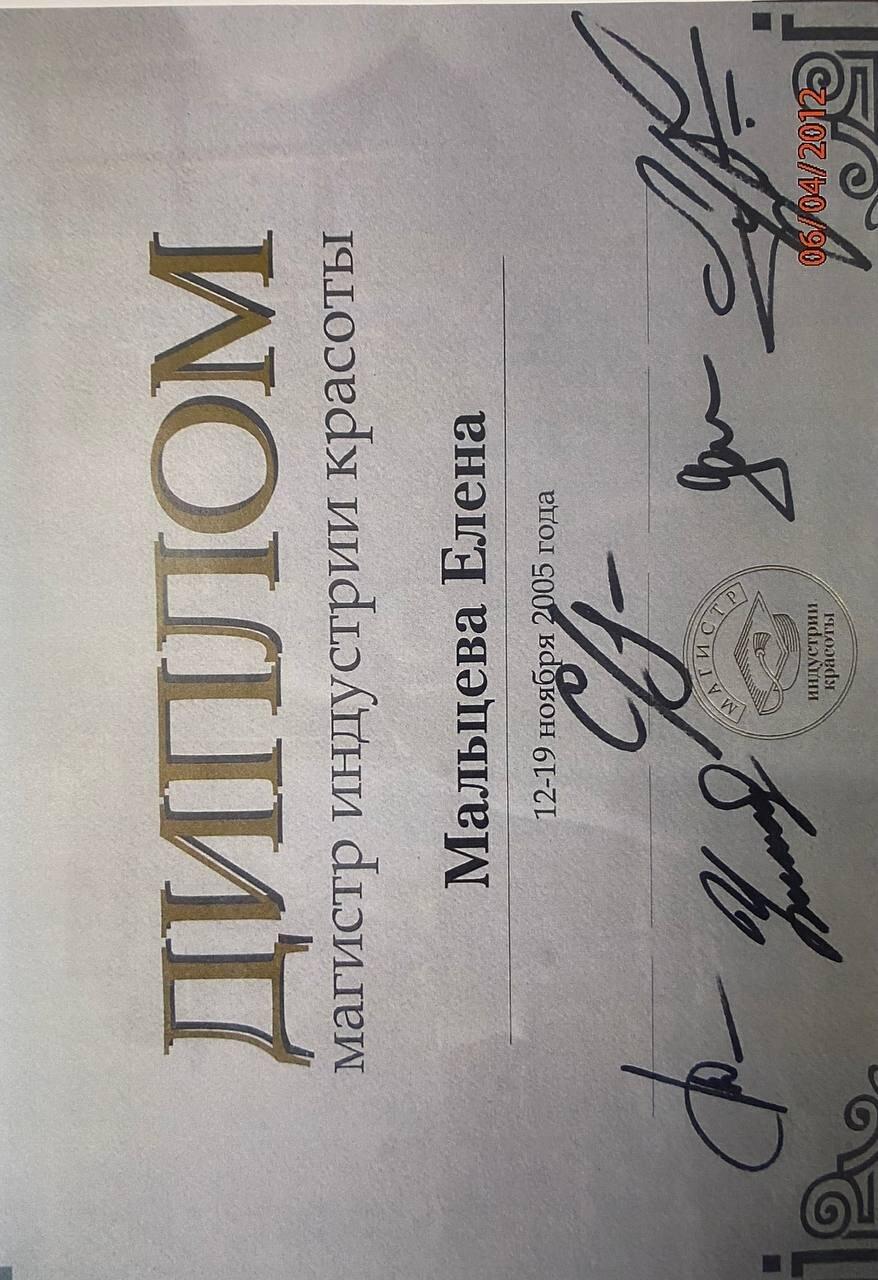 ДИПЛОМ
магистр индустрии красоты
Мальцева Елена
12-19 ноября 2005 года
МАГИСТР
индустрии
красоты
06/04/2012